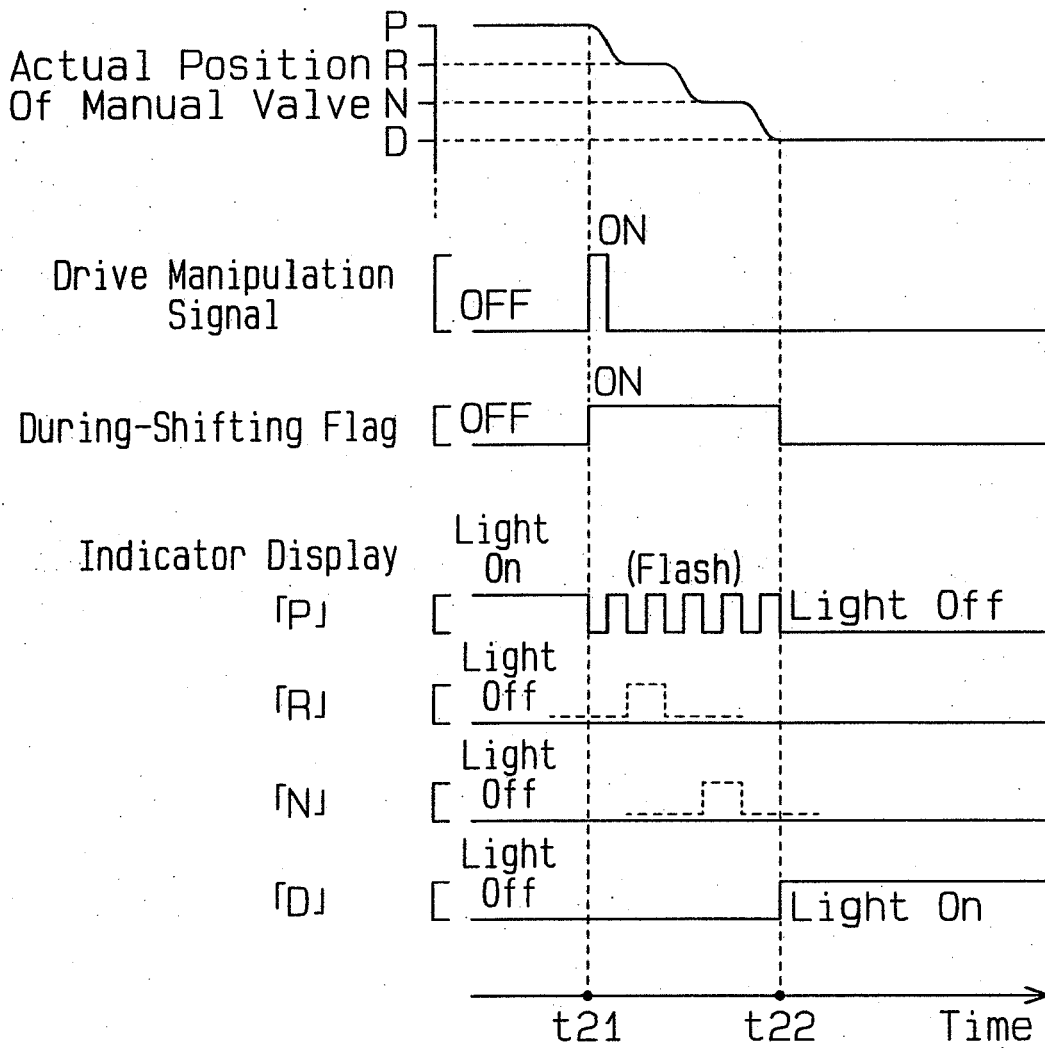 P
Actual Position R
Of Manual Valve N
D
ON
Drive Manipulation
Signal
OFF
ON
During-Shifting Flag
OFF
Light
On
Indicator Display
(Flash)
「P」
Light Off
Light
Off
「R」
Light
Off
「N」
Light
Off
「D」
Light On
t21
t22
Time